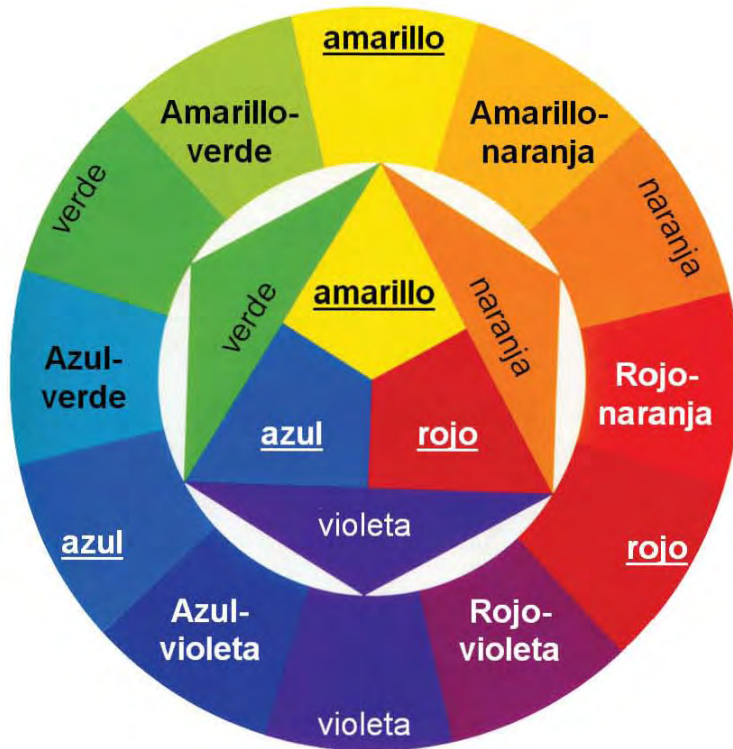 amarillo
Amarillo-
verde
Amarillo-
naranja
verde
naranja
Azul-
verde
Rojo-
naranja
azul
rojo
Azul-
violeta
Rojo-
violeta
violeta
amarillo
verde
naranja
azul
rojo
violeta